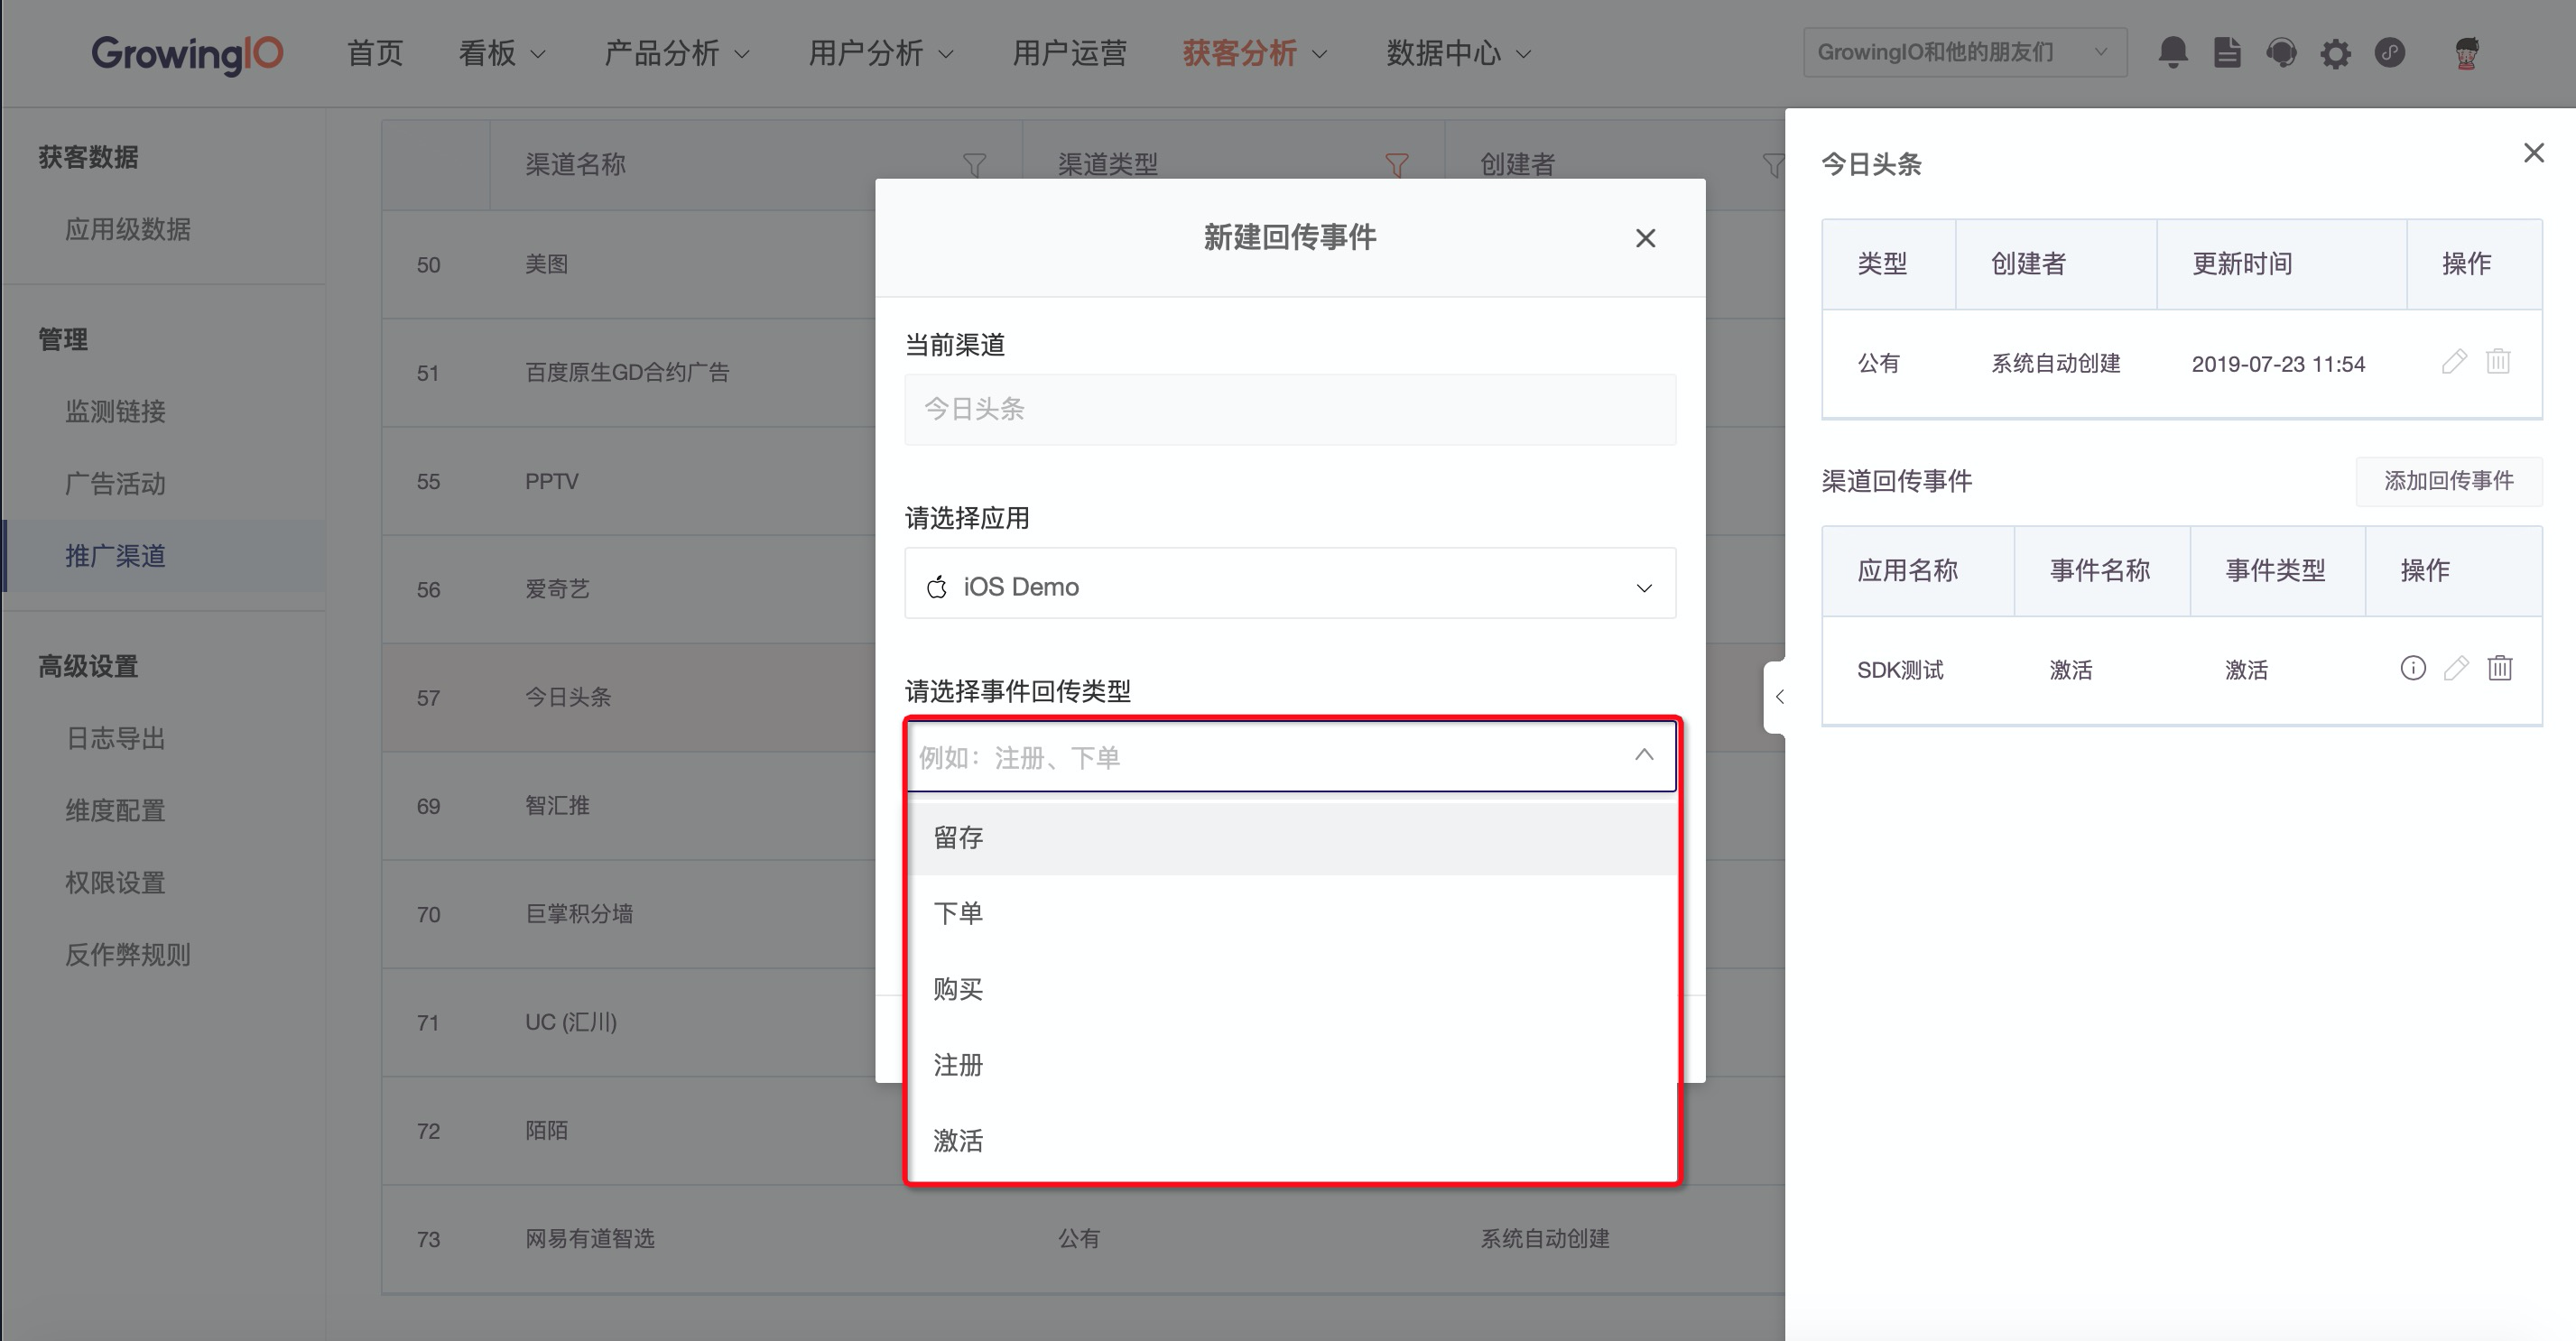 GrowingIO 首页 看板 产品分析 用户分析 用户运营 获客分析 数据中心 GrowingIO和他的朋友们
获客数据
应用级数据
管理
监测链接
广告活动
推广渠道
高级设置
日志导出
维度配置
权限设置
反作弊规则
渠道名称 渠道类型 创建者
50 美图
51 百度原生GD合约广告
55 PPTV
56 爱奇艺
57 今日头条
69 智汇推
70 巨掌积分墙
71 UC (汇川)
72 陌陌
73 网易有道智选 公有 系统自动创建
新建回传事件
当前渠道
今日头条
请选择应用
iOS Demo
请选择事件回传类型
例如：注册、下单
留存
下单
购买
注册
激活
今日头条
类型 创建者 更新时间 操作
公有 系统自动创建 2019-07-23 11:54
渠道回传事件 添加回传事件
应用名称 事件名称 事件类型 操作
SDK测试 激活 激活